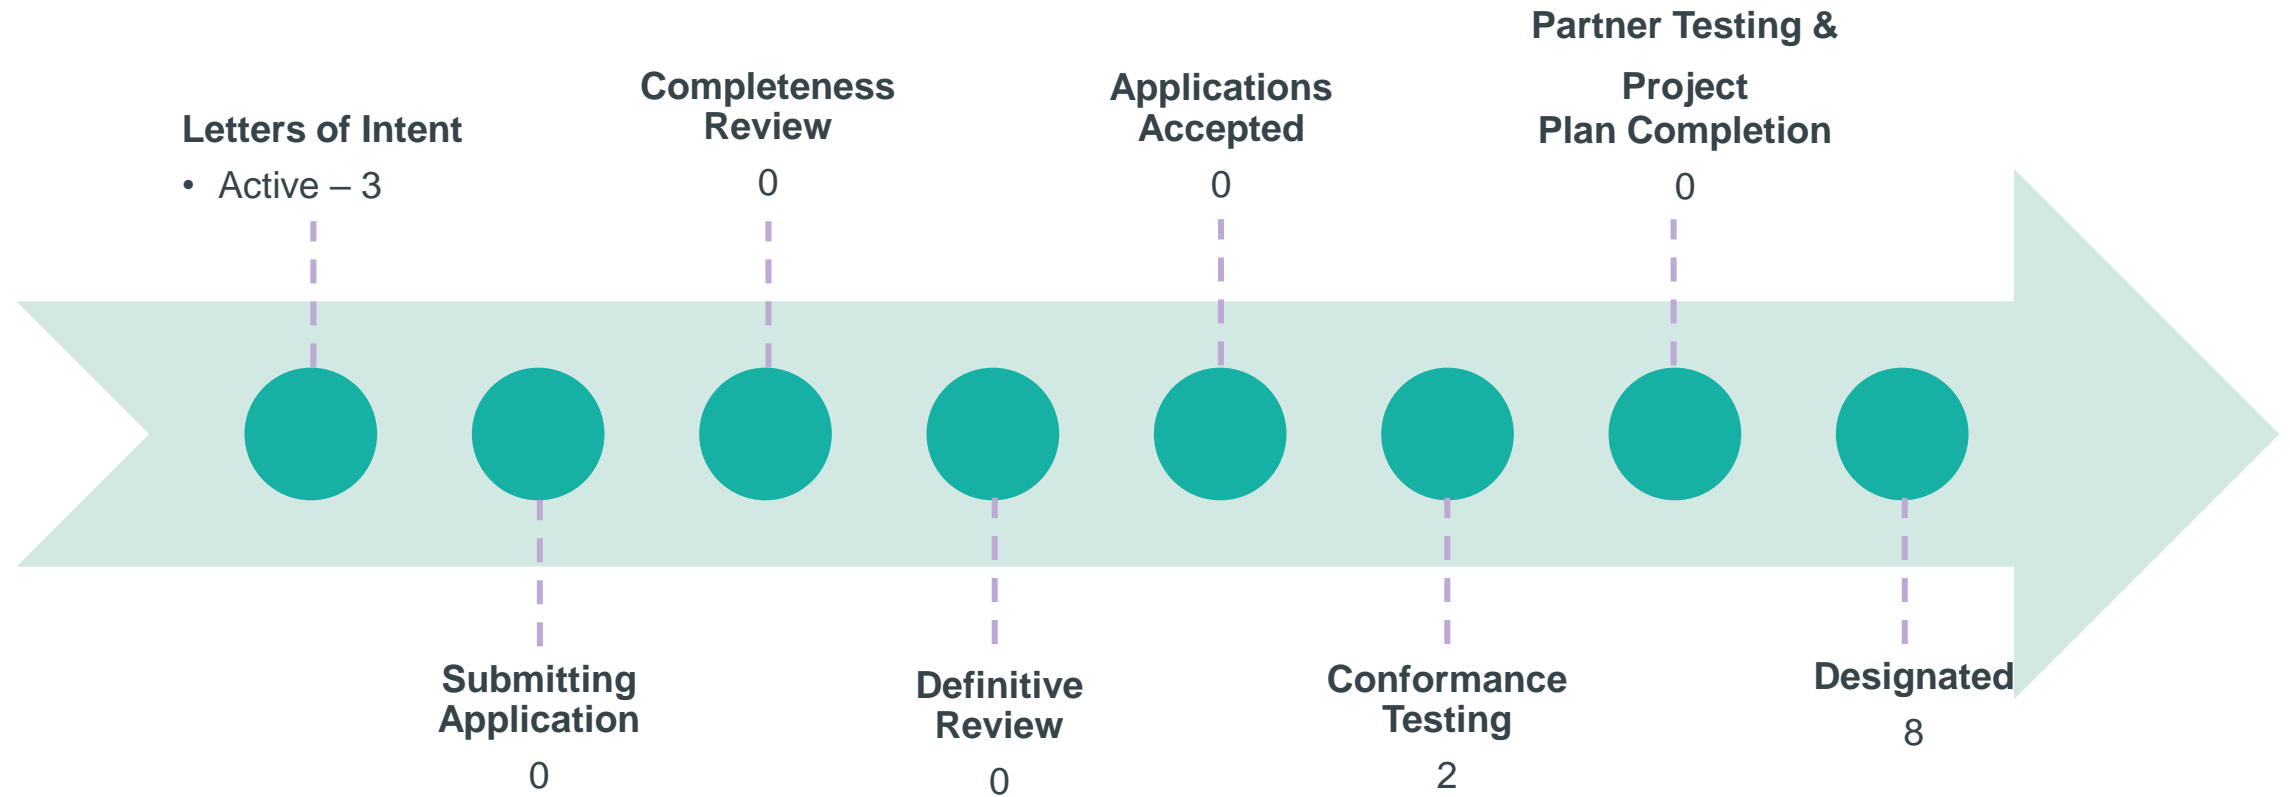 Letters of Intent
• Active – 3
Submitting
Application
0
Completeness
Review
0
Definitive
Review
0
Applications
Accepted
0
Conformance
Testing
2
Partner Testing &
Project
Plan Completion
0
Designated
8